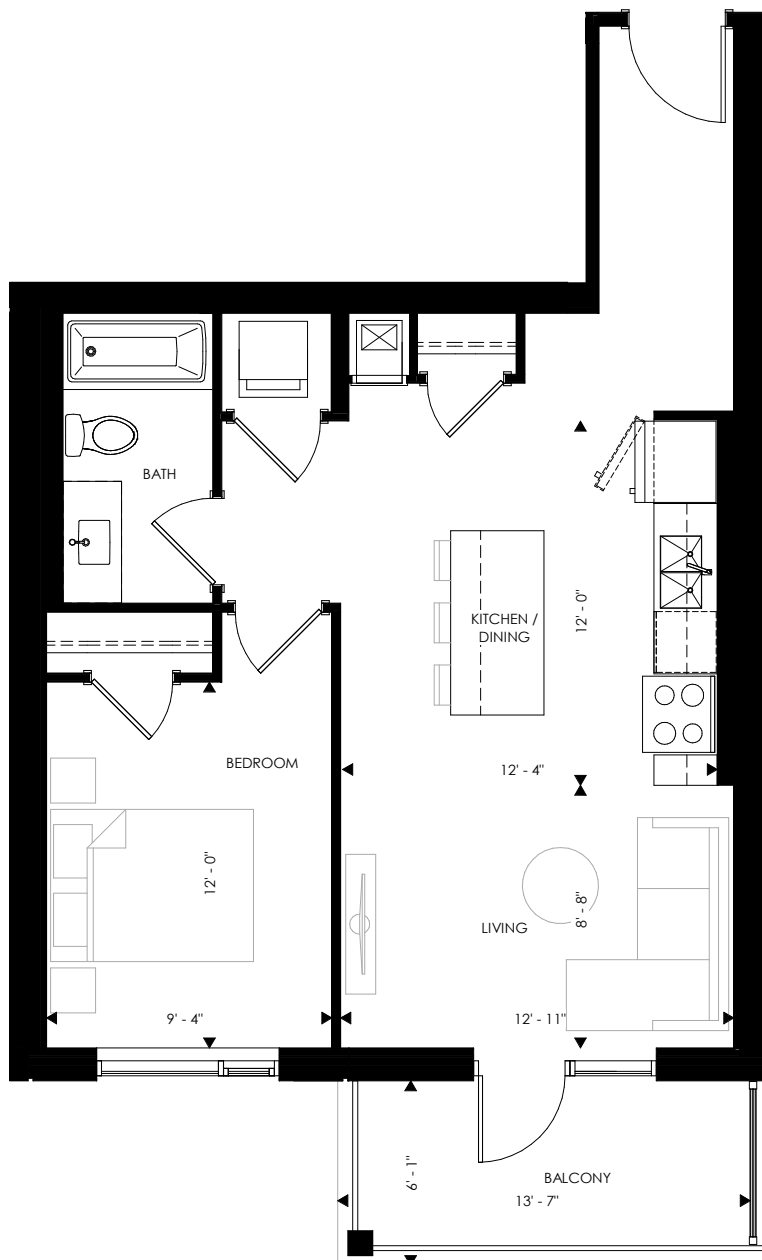 BATH
KITCHEN /
DINING
12' - 0"
BEDROOM
12' - 4"
12' - 0"
8' - 8"
LIVING
9' - 4"
12' - 11"
6' - 1"
BALCONY
13' - 7"